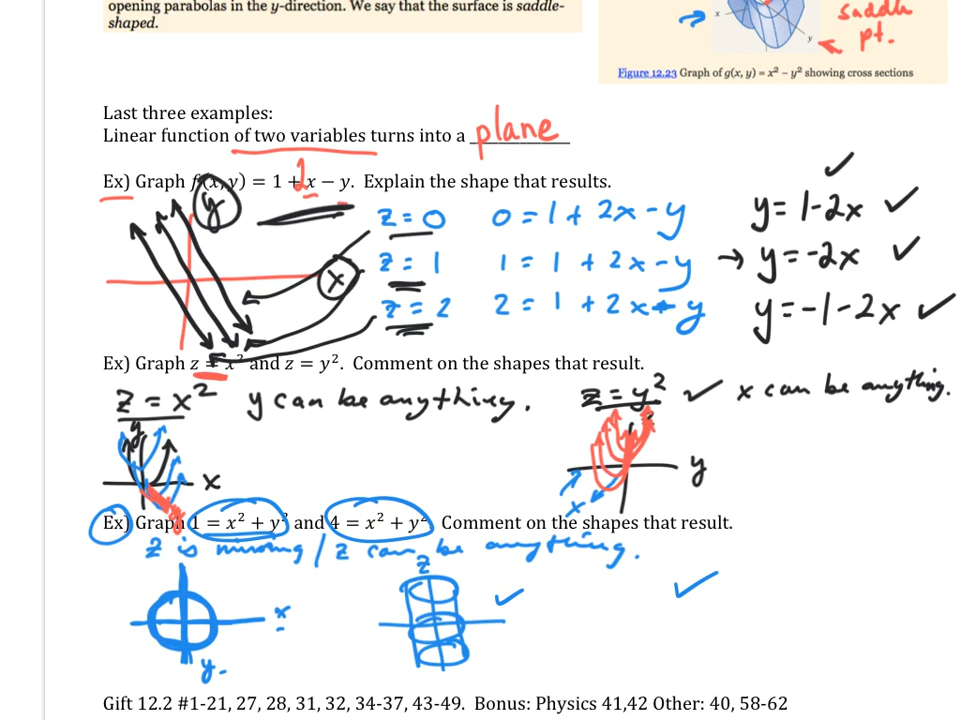 opening parabolas in the y-direction. We say that the surface is saddle-
shaped.
x
y
saddle
pt.
Figure 12.23 Graph of g(x, y) = x² − y² showing cross sections
Last three examples:
Linear function of two variables turns into a plane
Ex) Graph f(x, y) = 1 + 2x − y. Explain the shape that results.
y
x
z = 0 0 = 1 + 2x - y y = 1-2x ✓
z = 1 1 = 1 + 2x - y → y = -2x ✓
z = 2 2 = 1 + 2x - y y = -1-2x ✓
Ex) Graph z = x² and z = y². Comment on the shapes that result.
z = x² y can be anything. z = y² ✓ x can be anything.
y
x
y
x
Ex) Graph 1 = x² + y² and 4 = x² + y². Comment on the shapes that result.
z is missing / z can be anything.
z
x
y
Gift 12.2 #1-21, 27, 28, 31, 32, 34-37, 43-49. Bonus: Physics 41,42 Other: 40, 58-62